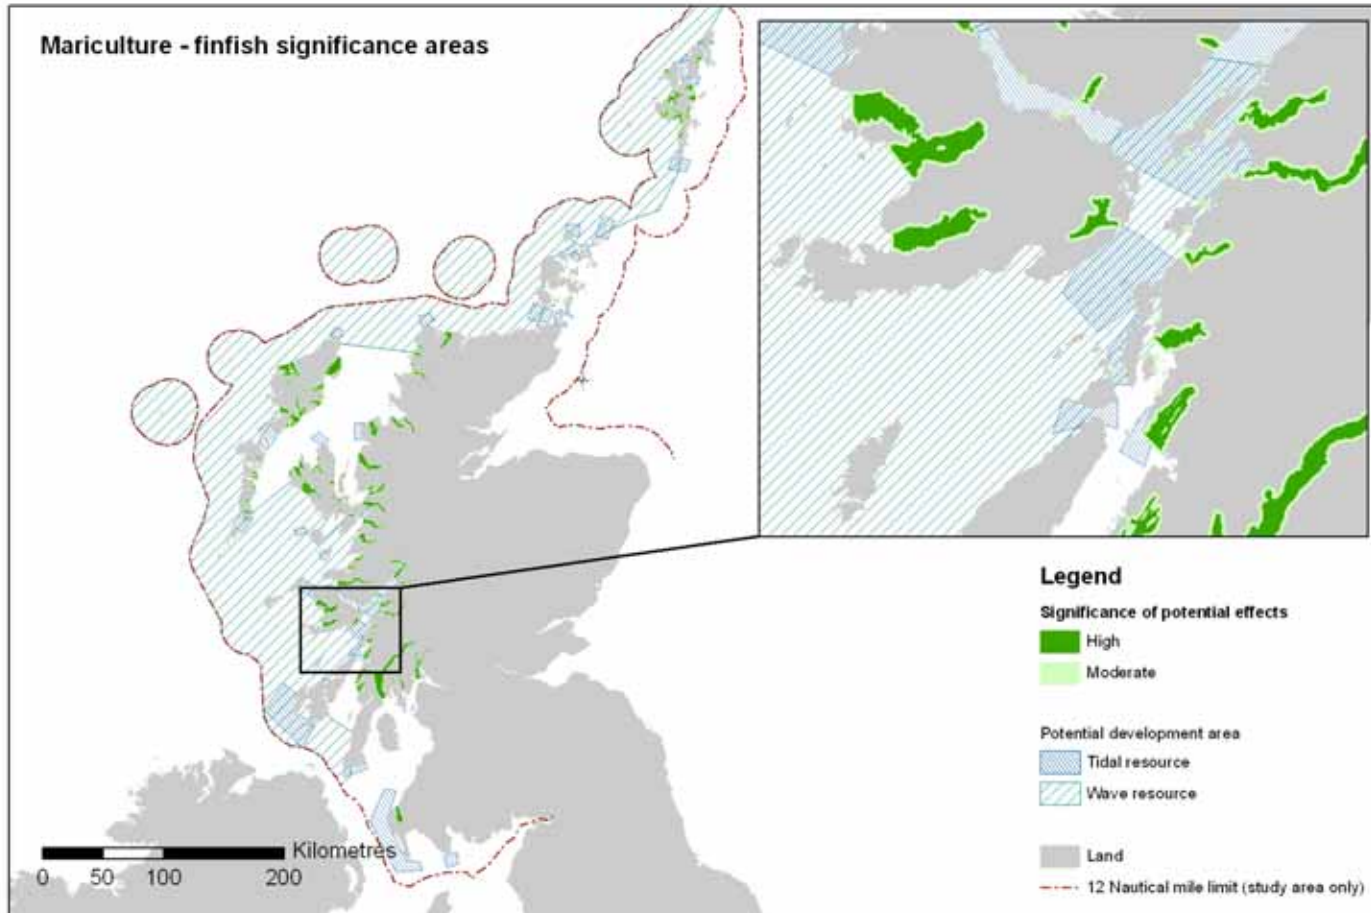 Mariculture - finfish significance areas
Legend
Significance of potential effects
High
Moderate
Potential development area
Tidal resource
Wave resource
Land
12 Nautical mile limit (study area only)
Kilometres
0 50 100 200